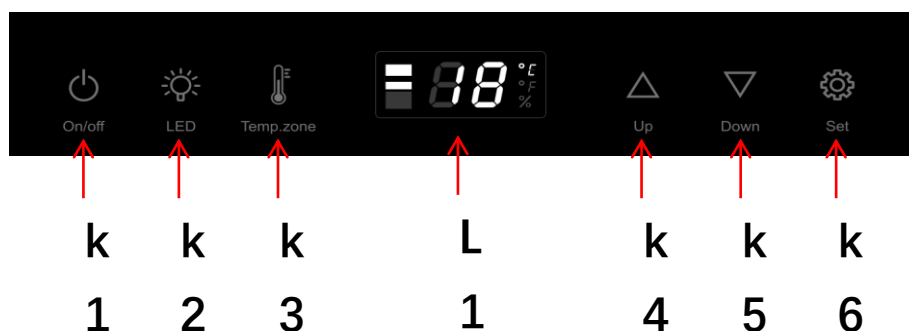 18 °C
°F
%
On/off LED Temp.zone Up Down Set
k k k L k k k
1 2 3 1 4 5 6